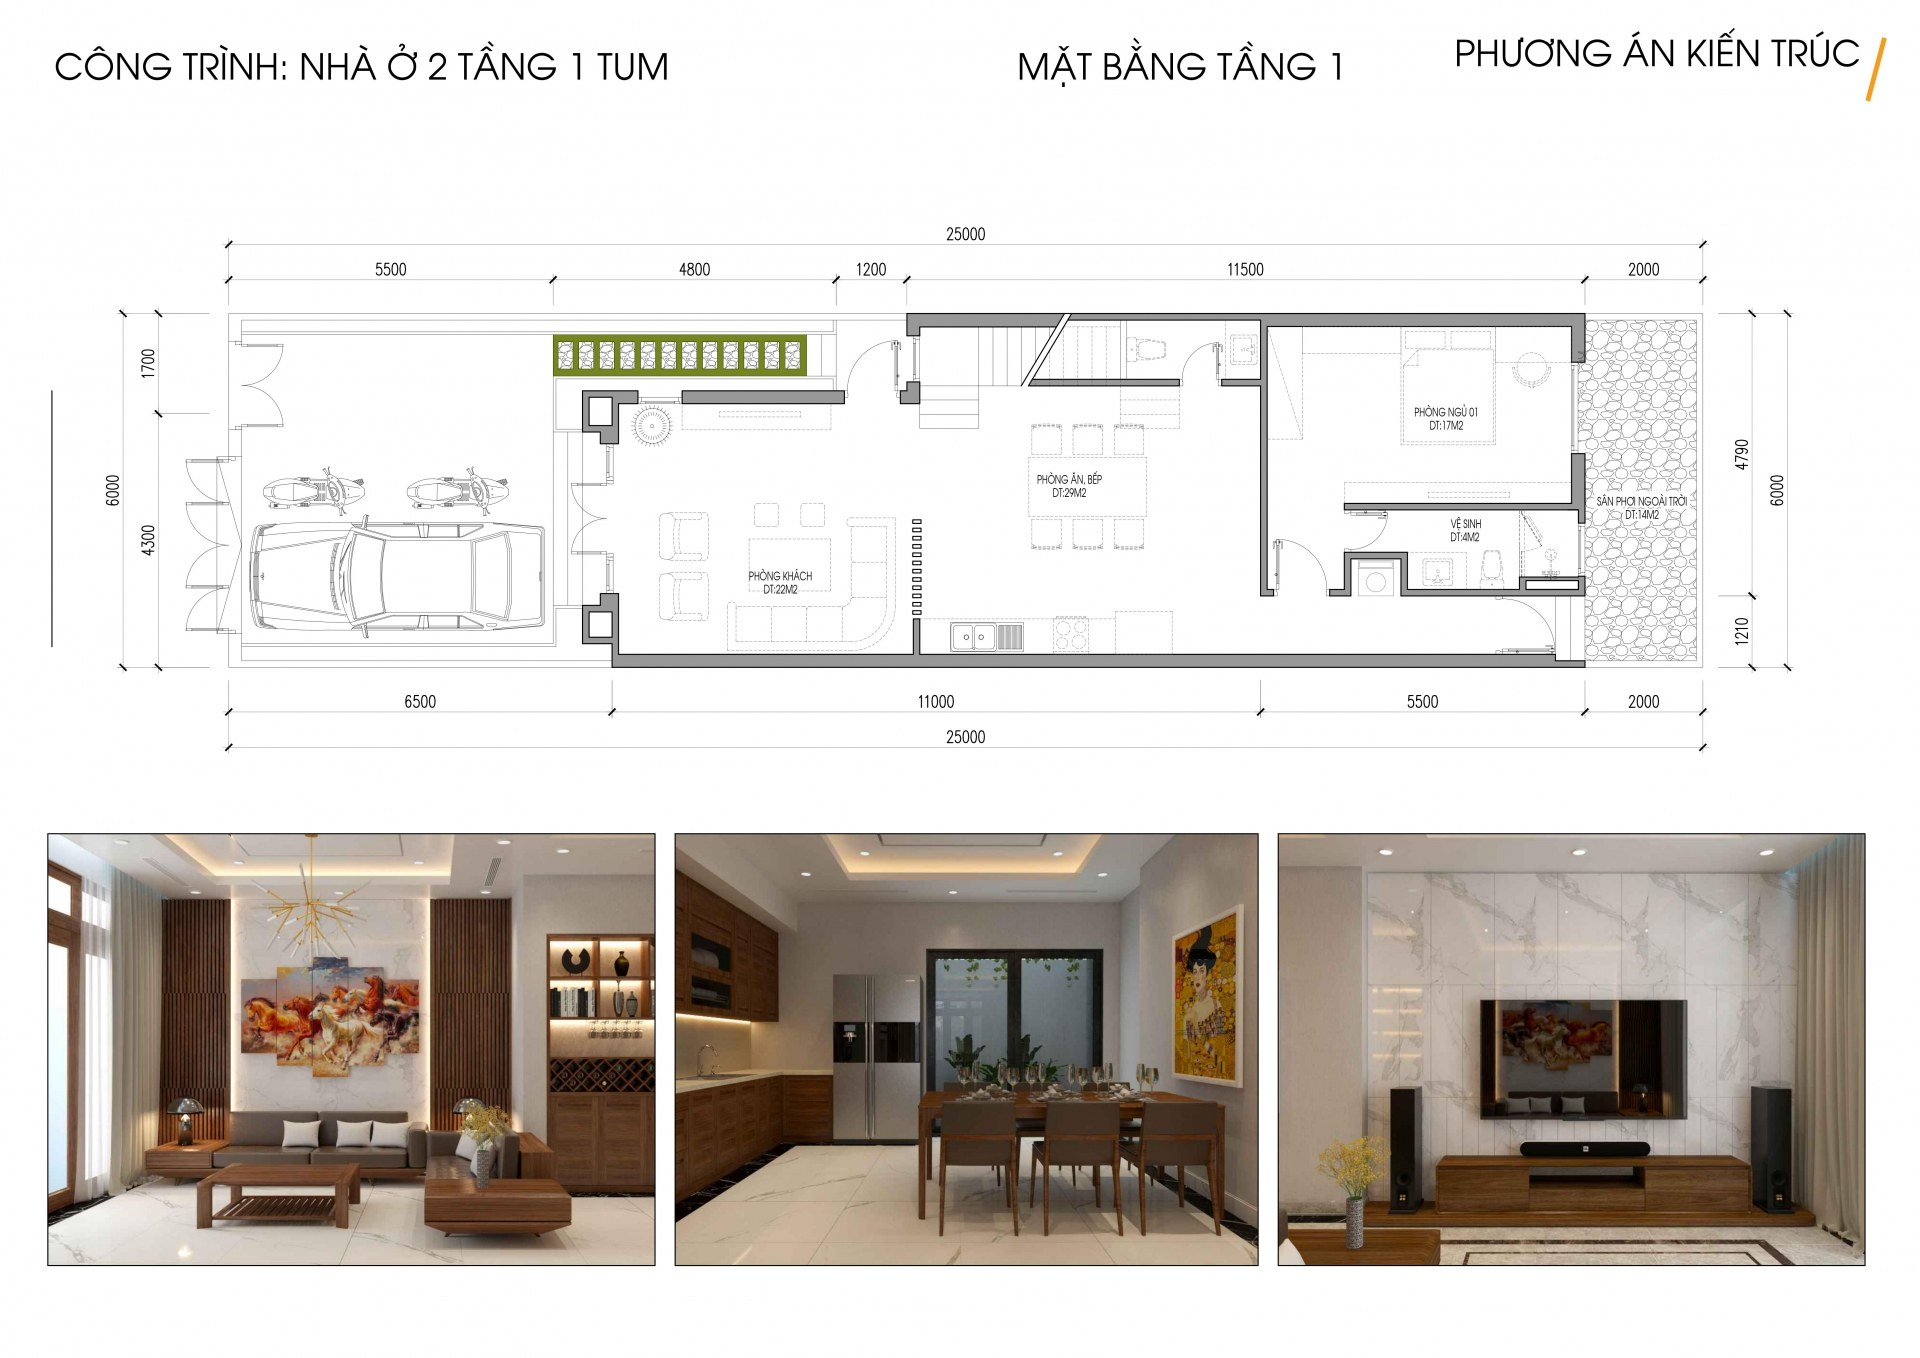 CÔNG TRÌNH: NHÀ Ở 2 TẦNG 1 TUM
MẶT BẰNG TẦNG 1
PHƯƠNG ÁN KIẾN TRÚC
25000
5500
4800
1200
11500
2000
1700
4300
6000
4790
1210
6000
PHÒNG NGỦ 01
DT:17M2
PHÒNG ĂN, BẾP
DT:29M2
SÂN PHƠI NGOÀI TRỜI
DT:14M2
VỆ SINH
DT:4M2
PHÒNG KHÁCH
DT:22M2
6500
11000
5500
2000
25000